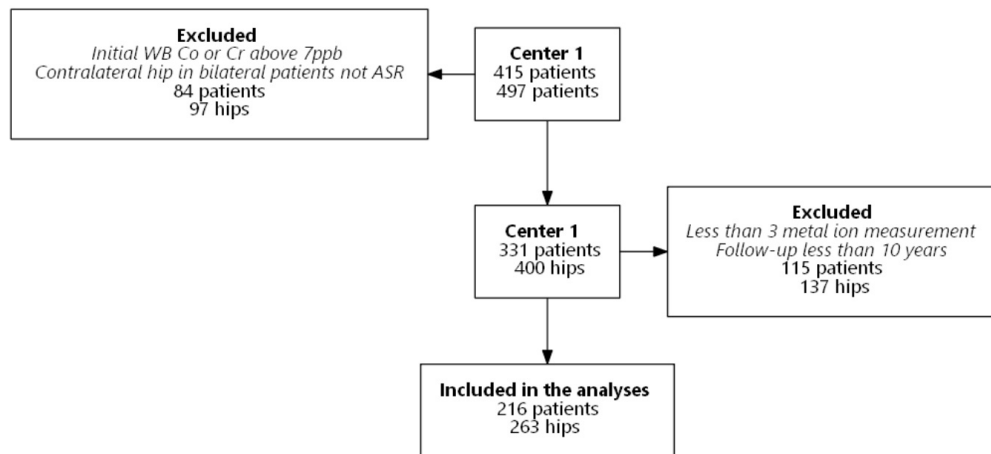 Excluded
Initial WB Co or Cr above 7ppb
Contralateral hip in bilateral patients not ASR
84 patients
97 hips
Center 1
415 patients
497 patients
Center 1
331 patients
400 hips
Excluded
Less than 3 metal ion measurement
Follow-up less than 10 years
115 patients
137 hips
Included in the analyses
216 patients
263 hips